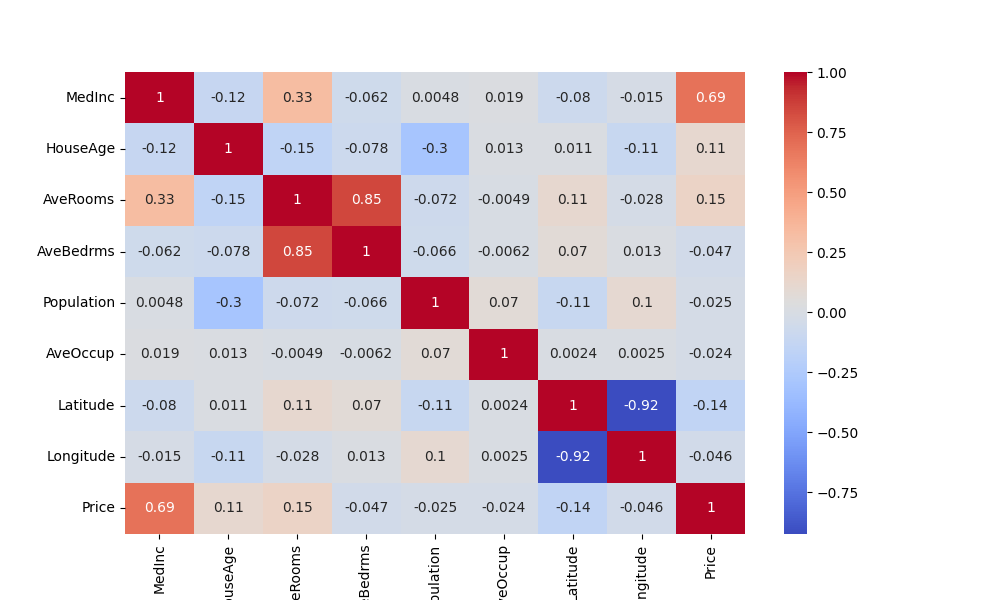 MedInc 1 -0.12 0.33 -0.062 0.0048 0.019 -0.08 -0.015 0.69
HouseAge -0.12 1 -0.15 -0.078 -0.3 0.013 0.011 -0.11 0.11
AveRooms 0.33 -0.15 1 0.85 -0.072 -0.0049 0.11 -0.028 0.15
AveBedrms -0.062 -0.078 0.85 1 -0.066 -0.0062 0.07 0.013 -0.047
Population 0.0048 -0.3 -0.072 -0.066 1 0.07 -0.11 0.1 -0.025
AveOccup 0.019 0.013 -0.0049 -0.0062 0.07 1 0.0024 0.0025 -0.024
Latitude -0.08 0.011 0.11 0.07 -0.11 0.0024 1 -0.92 -0.14
Longitude -0.015 -0.11 -0.028 0.013 0.1 0.0025 -0.92 1 -0.046
Price 0.69 0.11 0.15 -0.047 -0.025 -0.024 -0.14 -0.046 1
MedInc
ouseAge
eRooms
eBedrms
pulation
veOccup
Latitude
ngitude
Price
1.00
0.75
0.50
0.25
0.00
−0.25
−0.50
−0.75